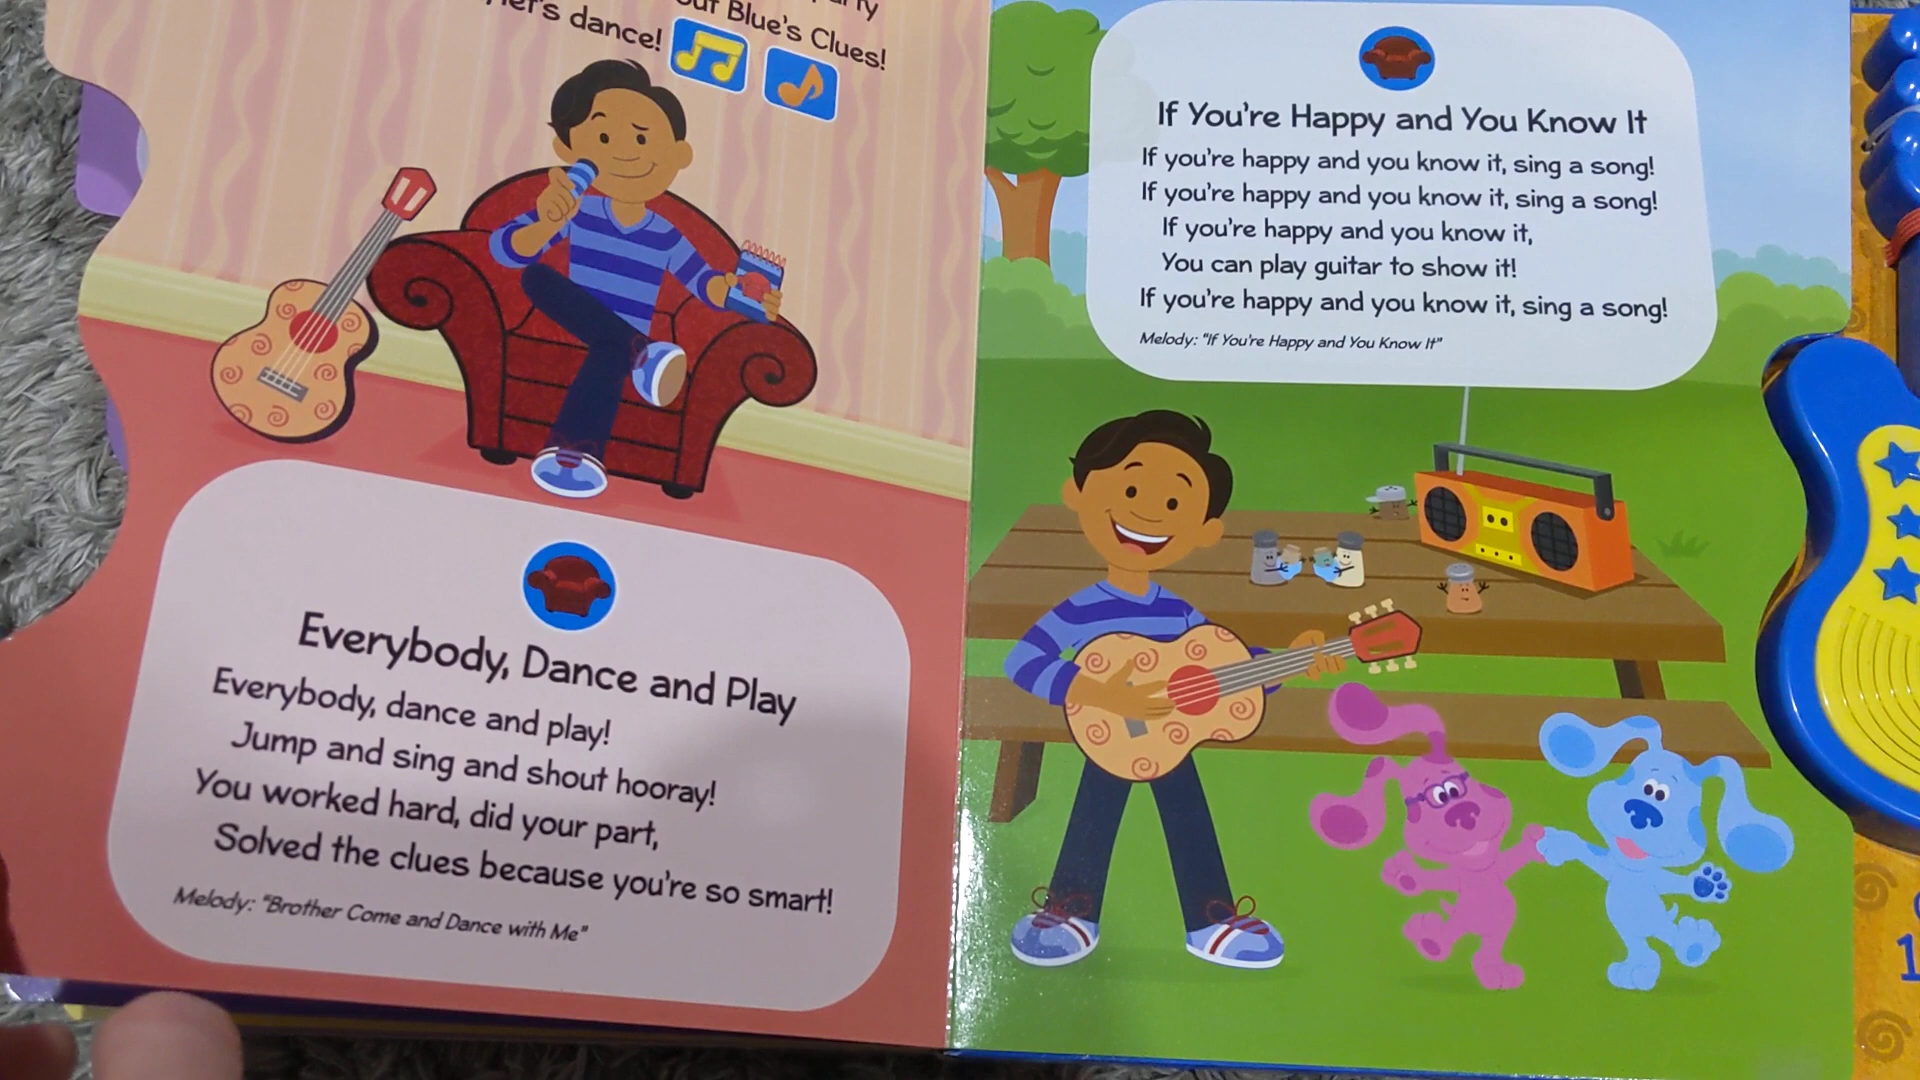 out Blue's Clues!
let's dance!
Everybody, Dance and Play
Everybody, dance and play!
Jump and sing and shout hooray!
You worked hard, did your part,
Solved the clues because you're so smart!
Melody: "Brother Come and Dance with Me"
If You're Happy and You Know It
If you're happy and you know it, sing a song!
If you're happy and you know it, sing a song!
If you're happy and you know it,
You can play guitar to show it!
If you're happy and you know it, sing a song!
Melody: "If You're Happy and You Know It"
1